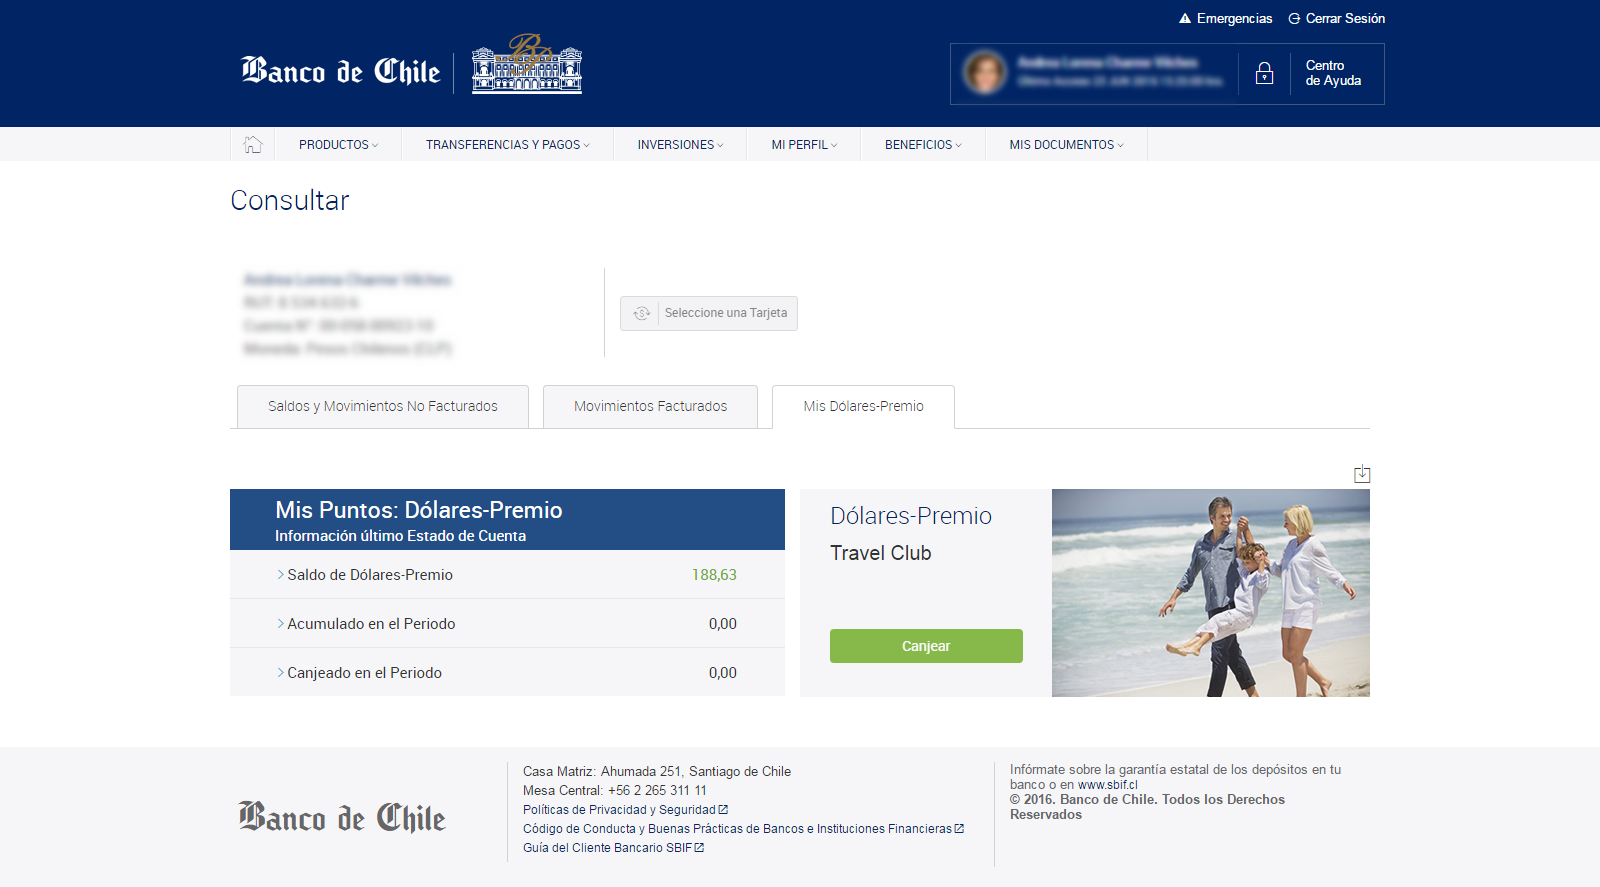 Emergencias
Cerrar Sesión
Banco de Chile
Centro
de Ayuda
PRODUCTOS
TRANSFERENCIAS Y PAGOS
INVERSIONES
MI PERFIL
BENEFICIOS
MIS DOCUMENTOS
Consultar
Seleccione una Tarjeta
Saldos y Movimientos No Facturados
Movimientos Facturados
Mis Dólares-Premio
Mis Puntos: Dólares-Premio
Información último Estado de Cuenta
Saldo de Dólares-Premio 188,63
Acumulado en el Periodo 0,00
Canjeado en el Periodo 0,00
Dólares-Premio
Travel Club
Canjear
Banco de Chile
Casa Matriz: Ahumada 251, Santiago de Chile
Mesa Central: +56 2 265 311 11
Políticas de Privacidad y Seguridad
Código de Conducta y Buenas Prácticas de Bancos e Instituciones Financieras
Guía del Cliente Bancario SBIF
Infórmate sobre la garantía estatal de los depósitos en tu
banco o en www.sbif.cl
© 2016. Banco de Chile. Todos los Derechos
Reservados